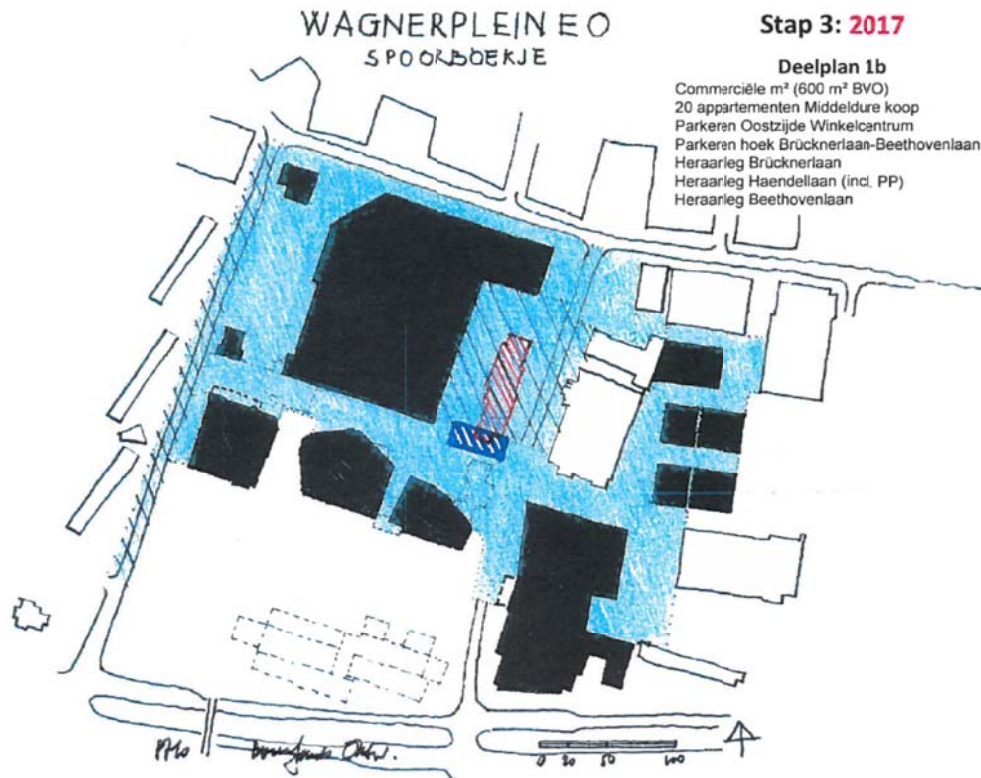 WAGNERPLEIN EO
SPOORBOEKJE
Stap 3: 2017
Deelplan 1b
Commerciële m² (600 m² BVO)
20 appartementen Middeldure koop
Parkeren Oostzijde Winkelcentrum
Parkeren hoek Brücknerlaan-Beethovenlaan
Heraarleg Brücknerlaan
Heraarleg Haendellaan (incl. PP)
Heraarleg Beethovenlaan
0 20 50 100